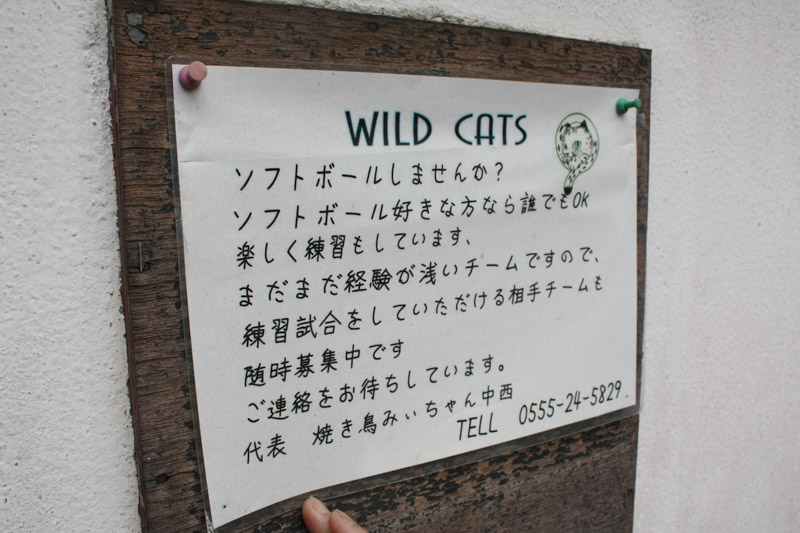 WILD CATS
ソフトボールしませんか？
ソフトボール好きな方なら誰でもOK
楽しく練習もしています、
まだまだ経験が浅いチームですので、
練習試合をしていただける相手チームも
随時募集中です
ご連絡をお待ちしています。
代表　焼き鳥みぃちゃん中西　TELL　0555-24-5829